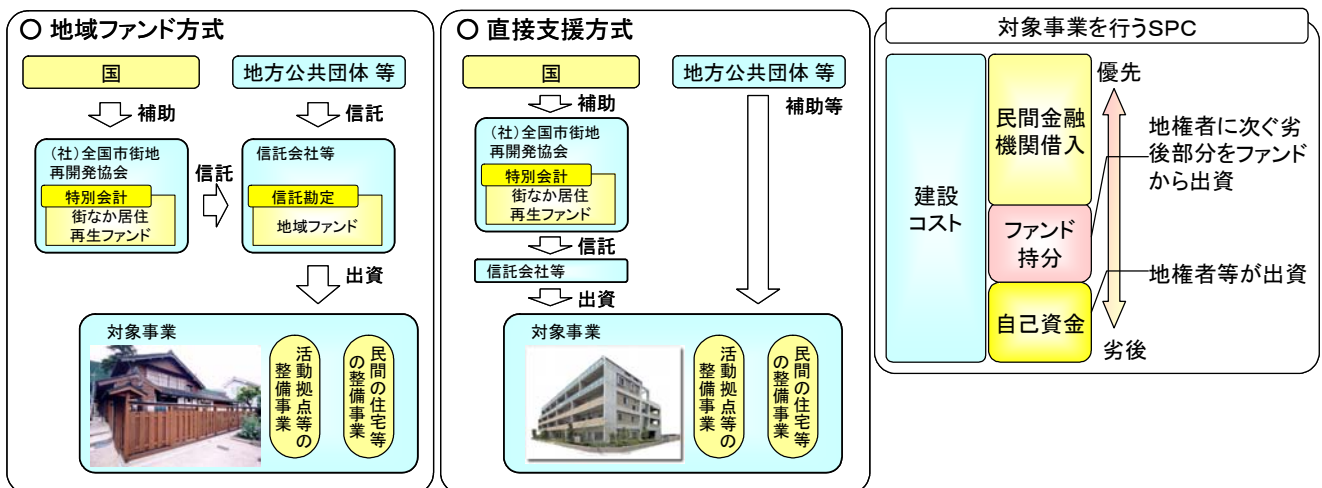 ○ 地域ファンド方式
国
地方公共団体 等
補助
信託
(社)全国市街地
再開発協会
特別会計
街なか居住
再生ファンド
信託
信託会社等
信託勘定
地域ファンド
出資
対象事業
活動拠点等の
整備事業
民間の住宅等
の整備事業
○ 直接支援方式
国
地方公共団体 等
補助
補助等
(社)全国市街地
再開発協会
特別会計
街なか居住
再生ファンド
信託
信託会社等
出資
対象事業
活動拠点等の
整備事業
民間の住宅等
の整備事業
対象事業を行うSPC
建設
コスト
民間金融
機関借入
ファンド
持分
自己資金
優先
劣後
地権者に次ぐ劣
後部分をファンド
から出資
地権者等が出資